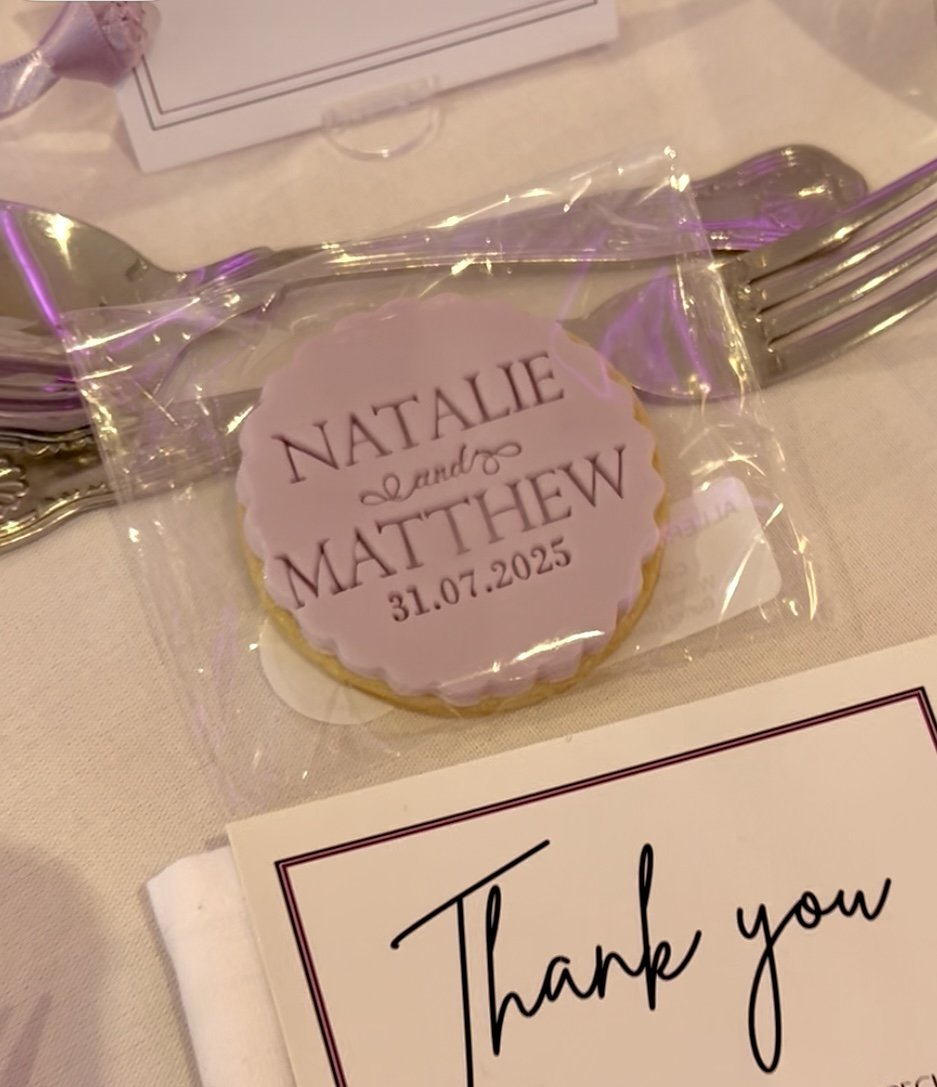 NATALIE
and
MATTHEW
31.07.2025
Thank you